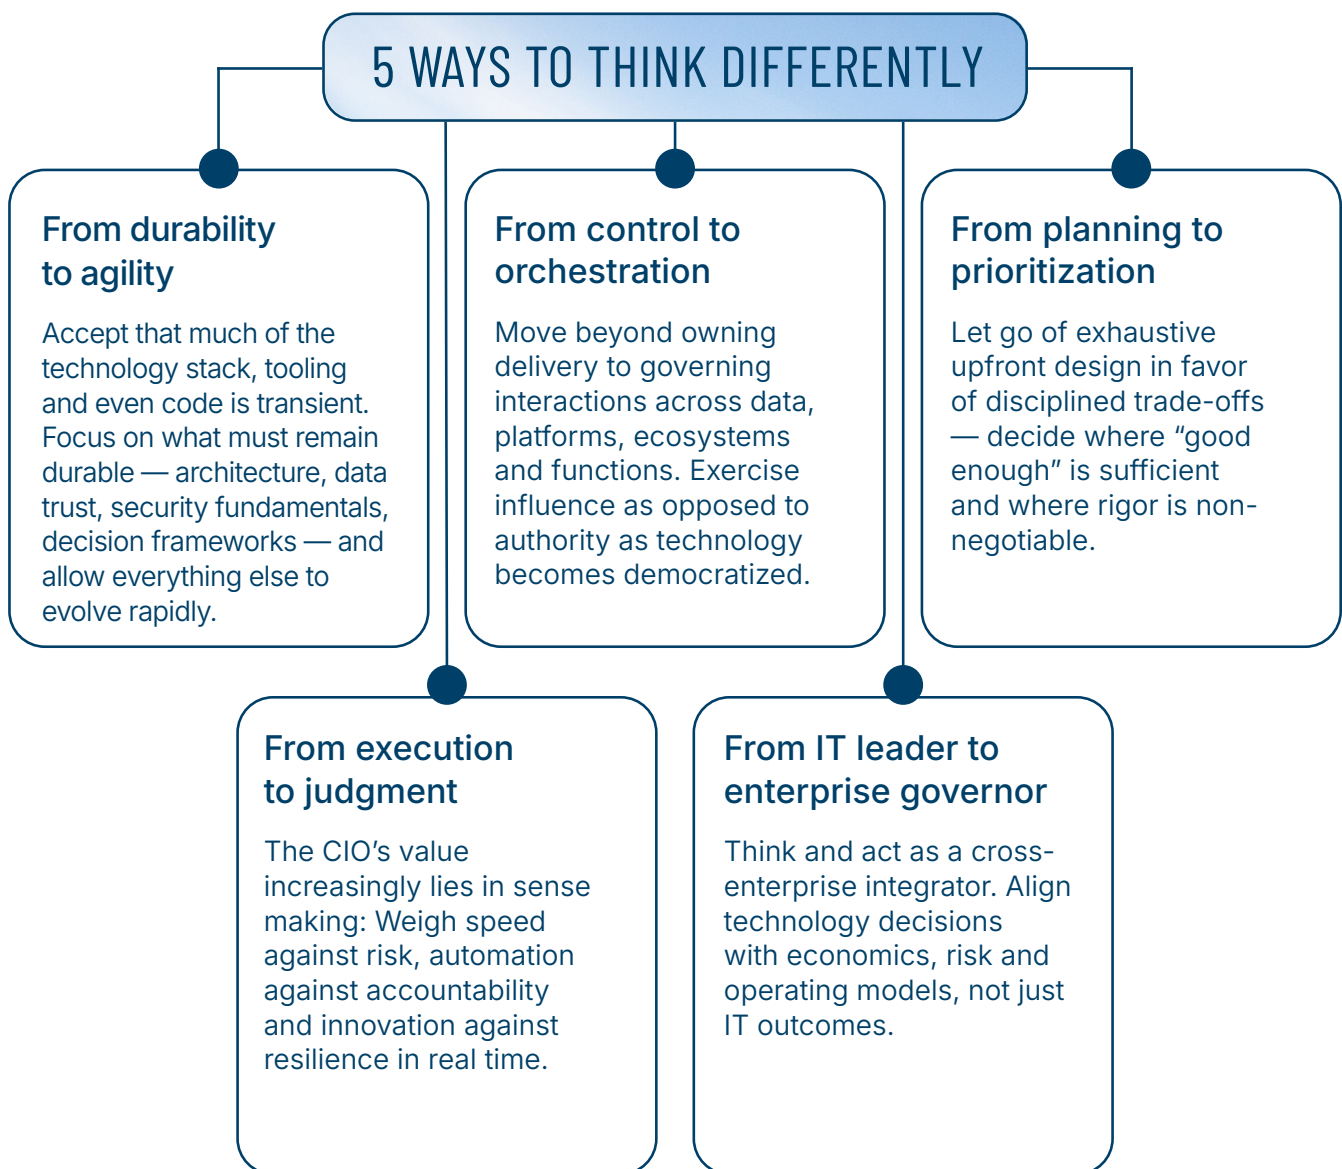 5 WAYS TO THINK DIFFERENTLY
From durability
to agility
Accept that much of the
technology stack, tooling
and even code is transient.
Focus on what must remain
durable — architecture, data
trust, security fundamentals,
decision frameworks — and
allow everything else to
evolve rapidly.
From control to
orchestration
Move beyond owning
delivery to governing
interactions across data,
platforms, ecosystems
and functions. Exercise
influence as opposed to
authority as technology
becomes democratized.
From planning to
prioritization
Let go of exhaustive
upfront design in favor
of disciplined trade-offs
— decide where “good
enough” is sufficient
and where rigor is non-
negotiable.
From execution
to judgment
The CIO’s value
increasingly lies in sense
making: Weigh speed
against risk, automation
against accountability
and innovation against
resilience in real time.
From IT leader to
enterprise governor
Think and act as a cross-
enterprise integrator. Align
technology decisions
with economics, risk and
operating models, not just
IT outcomes.